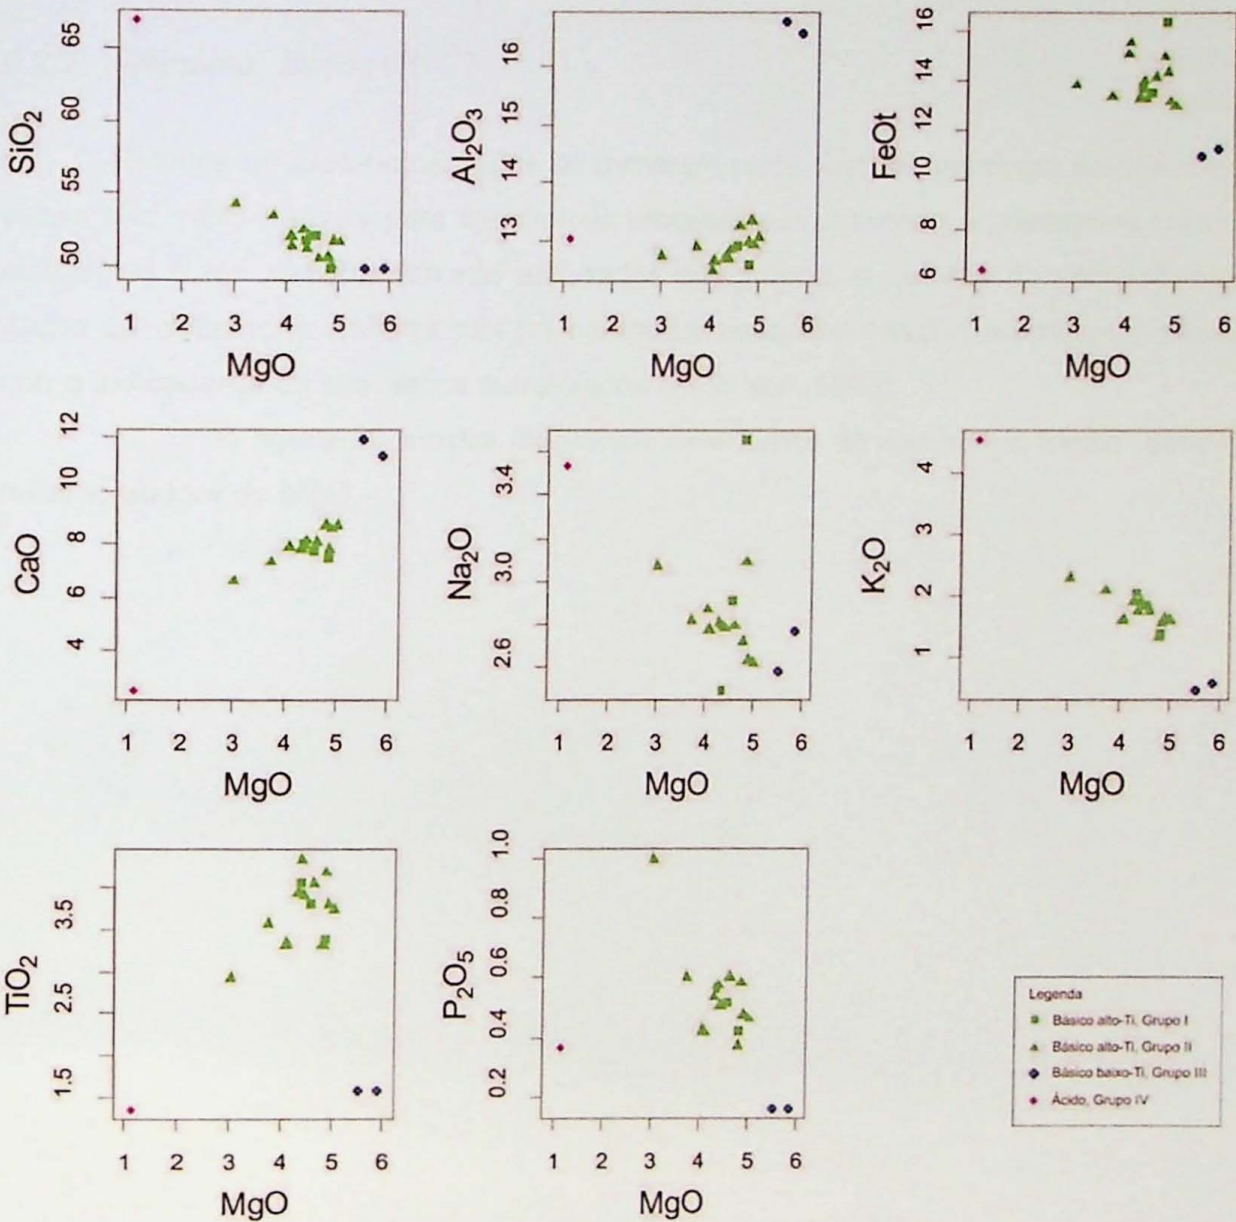 SiO2
65
60
55
50
1 2 3 4 5 6
MgO
Al2O3
16
15
14
13
1 2 3 4 5 6
MgO
FeOt
16
14
12
10
8
6
1 2 3 4 5 6
MgO
CaO
12
10
8
6
4
1 2 3 4 5 6
MgO
Na2O
3.4
3.0
2.6
1 2 3 4 5 6
MgO
K2O
4
3
2
1
1 2 3 4 5 6
MgO
TiO2
3.5
2.5
1.5
1 2 3 4 5 6
MgO
P2O5
1.0
0.8
0.6
0.4
0.2
1 2 3 4 5 6
MgO
Legenda
Básico alto-Ti, Grupo I
Básico alto-Ti, Grupo II
Básico baixo-Ti, Grupo III
Ácido, Grupo IV